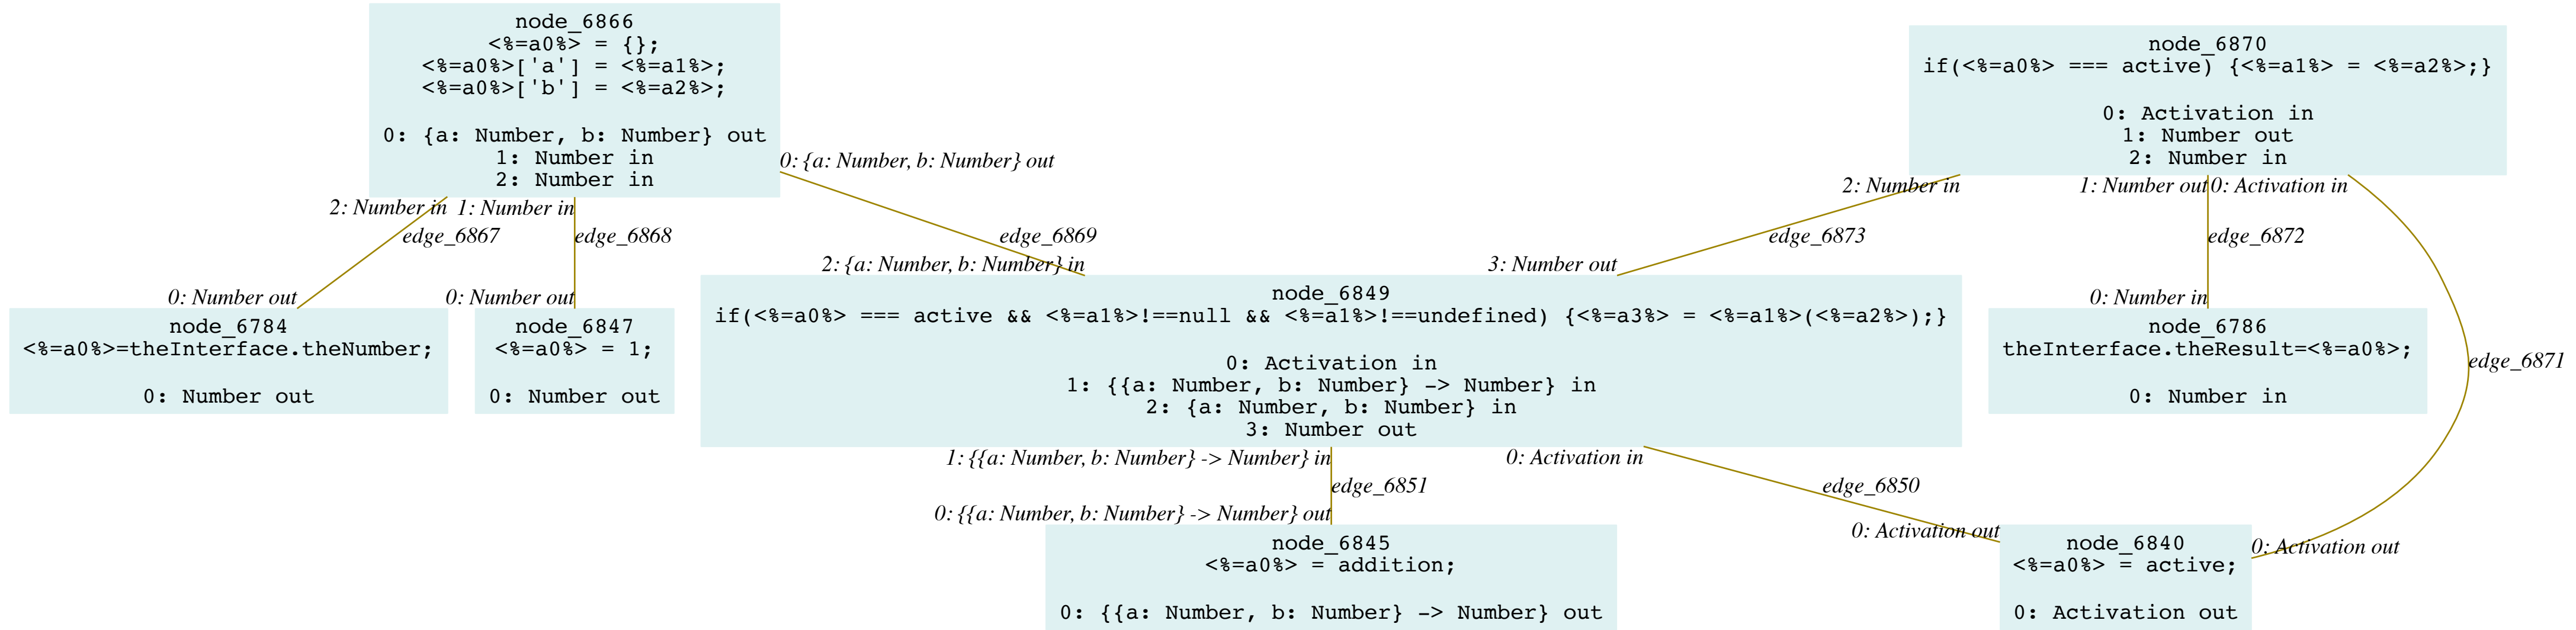 node_6866
<%=a0%> = {};
<%=a0%>['a'] = <%=a1%>;
<%=a0%>['b'] = <%=a2%>;
0: {a: Number, b: Number} out
1: Number in
2: Number in
node_6870
if(<%=a0%> === active) {<%=a1%> = <%=a2%>;}
0: Activation in
1: Number out
2: Number in
0: {a: Number, b: Number} out
2: Number in
1: Number in
2: Number in
1: Number out
0: Activation in
edge_6867
edge_6868
edge_6869
edge_6873
edge_6872
2: {a: Number, b: Number} in
3: Number out
0: Number out
0: Number out
0: Number in
node_6784
<%=a0%>=theInterface.theNumber;
0: Number out
node_6847
<%=a0%> = 1;
0: Number out
node_6849
if(<%=a0%> === active && <%=a1%>!==null && <%=a1%>!==undefined) {<%=a3%> = <%=a1%>(<%=a2%>);}
0: Activation in
1: {{a: Number, b: Number} -> Number} in
2: {a: Number, b: Number} in
3: Number out
node_6786
theInterface.theResult=<%=a0%>;
0: Number in
edge_6871
1: {{a: Number, b: Number} -> Number} in
0: Activation in
edge_6851
edge_6850
0: {{a: Number, b: Number} -> Number} out
0: Activation out
0: Activation out
node_6845
<%=a0%> = addition;
0: {{a: Number, b: Number} -> Number} out
node_6840
<%=a0%> = active;
0: Activation out